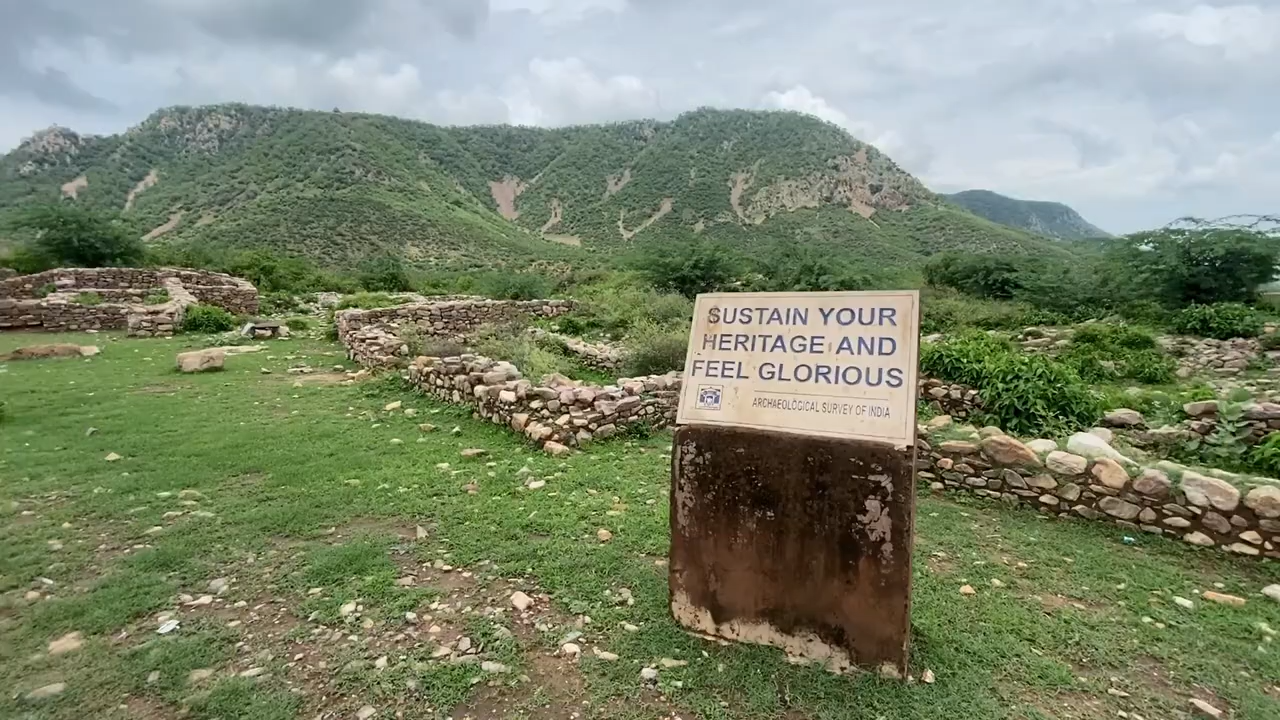 SUSTAIN YOUR
HERITAGE AND
FEEL GLORIOUS
ARCHAEOLOGICAL SURVEY OF INDIA